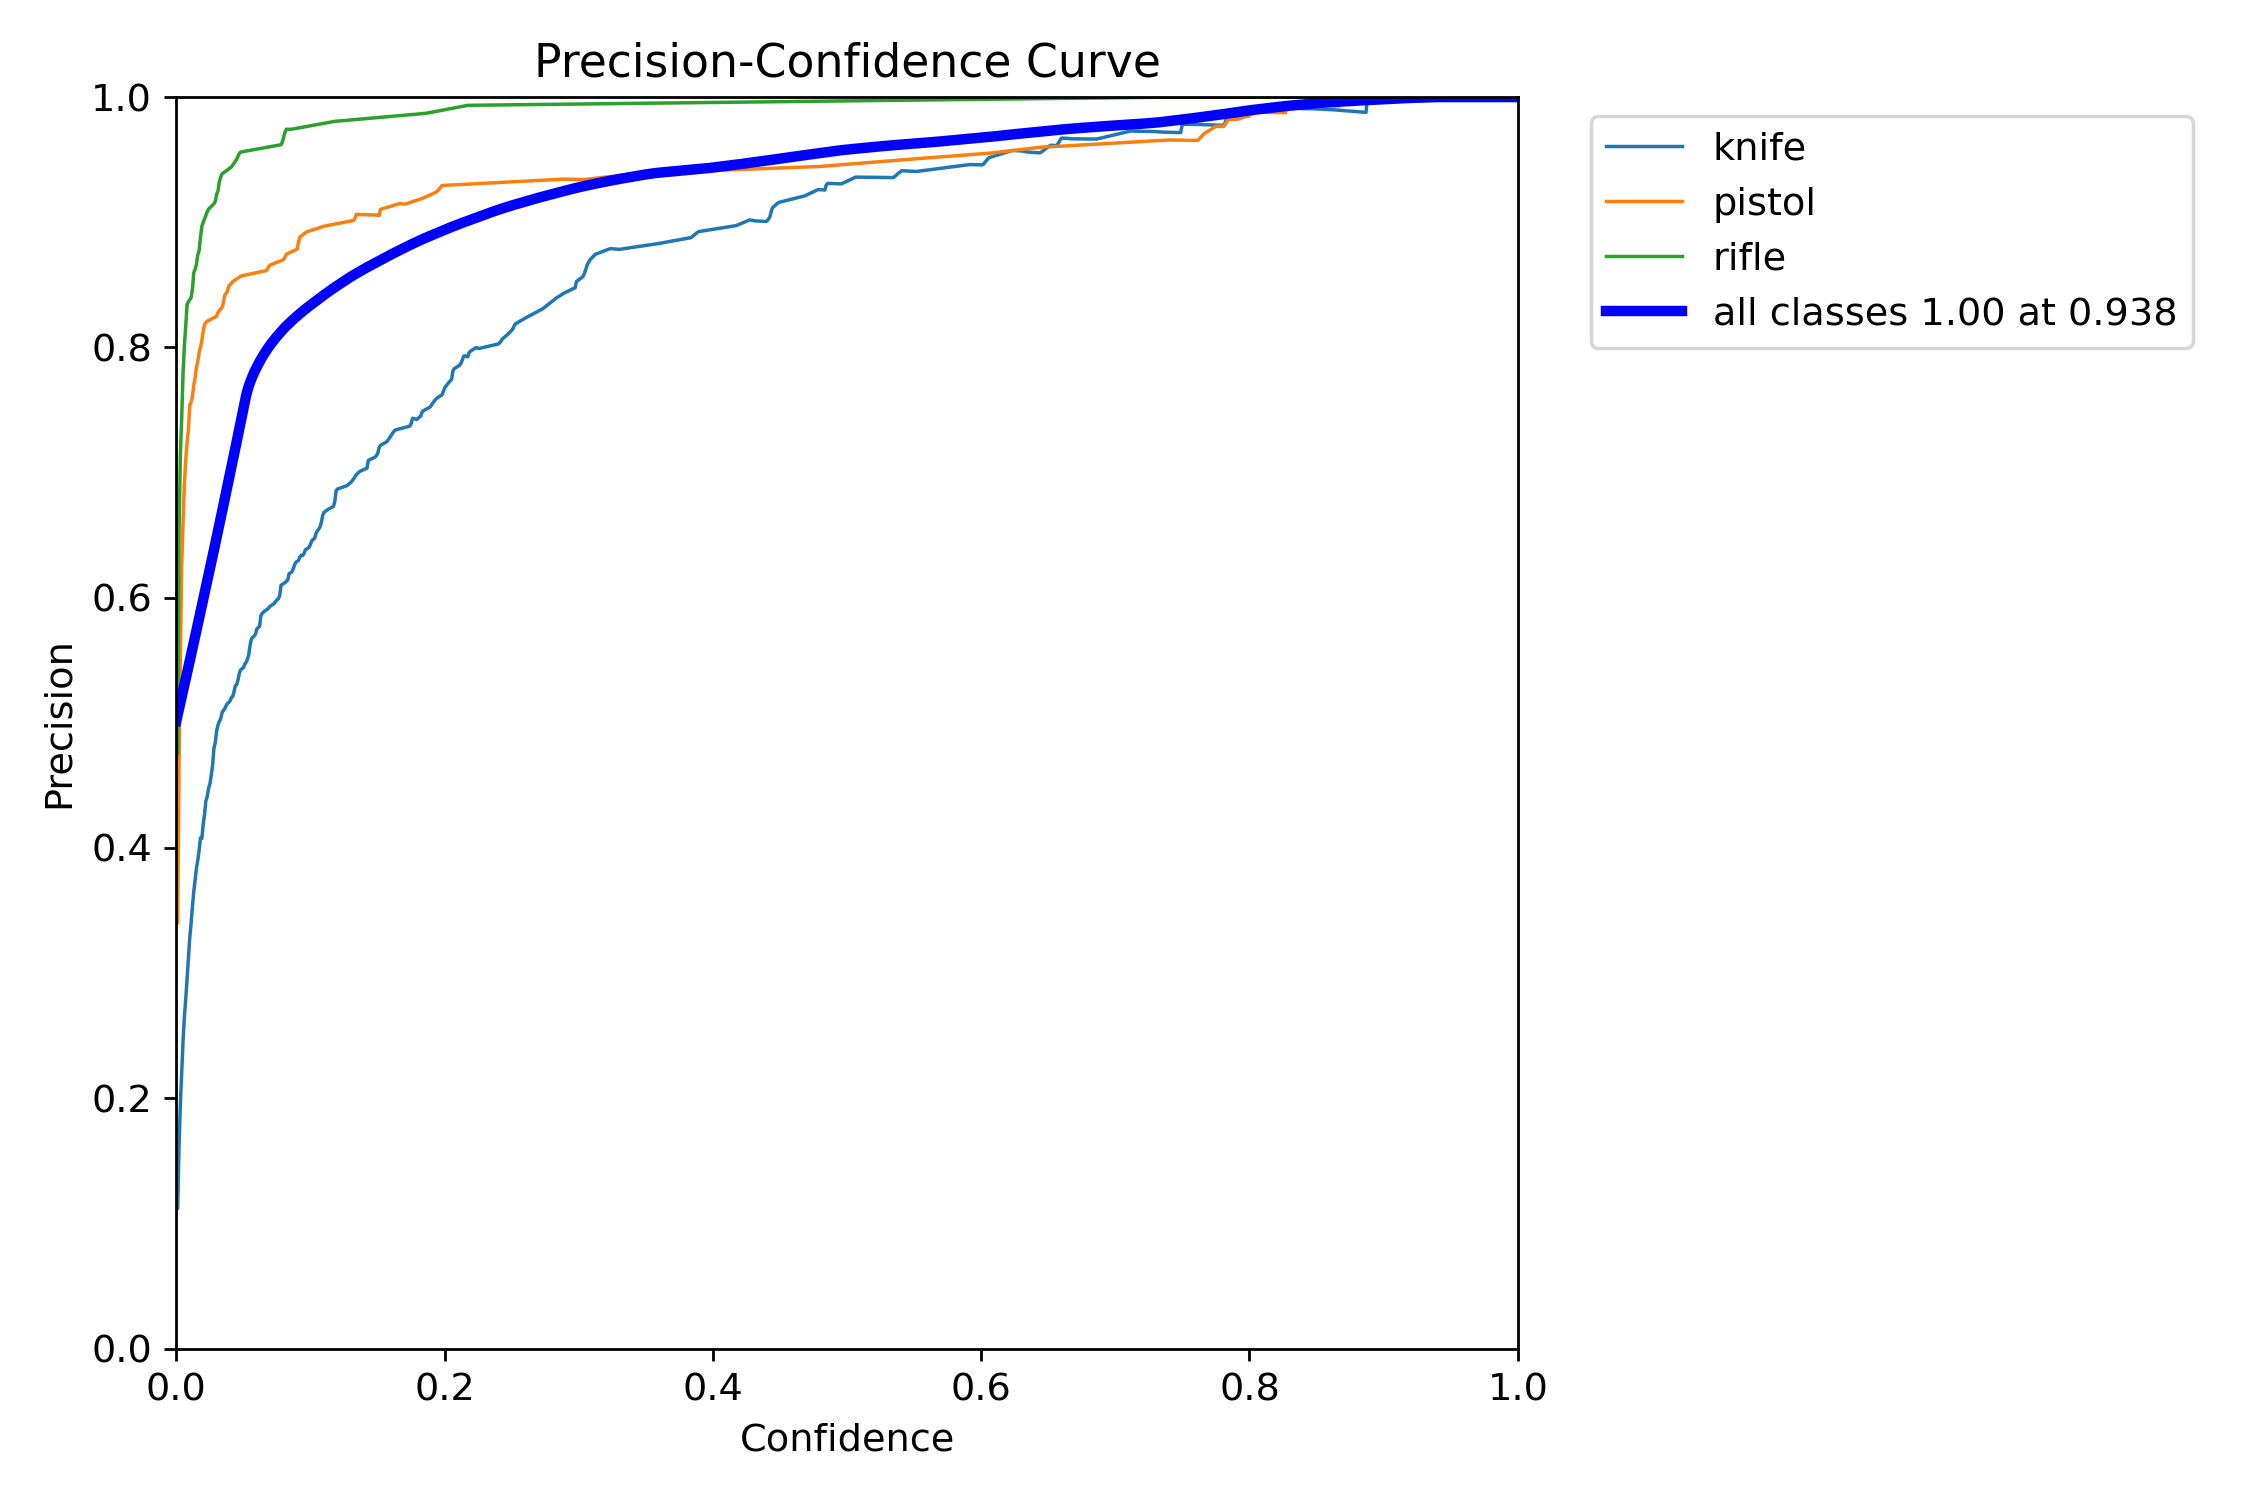 Precision-Confidence Curve
1.0
0.8
0.6
0.4
0.2
0.0
Precision
0.0 0.2 0.4 0.6 0.8 1.0
Confidence
knife
pistol
rifle
all classes 1.00 at 0.938